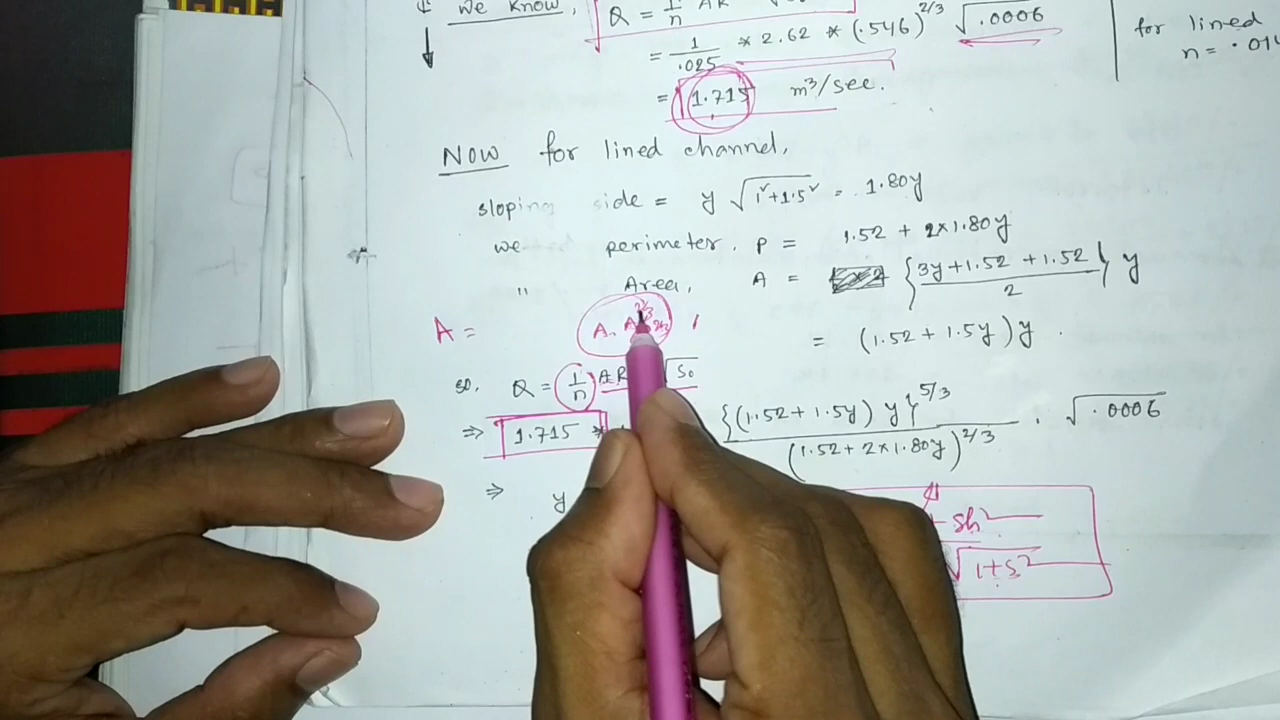 We know, Q = 1/n AR
= 1/.025 * 2.62 * (.546)^2/3 √.0006
= 1.715 m³/sec.
for lined
n = .014
Now for lined channel,
sloping side = y √1²+1.5² = 1.80y
we perimeter. P = 1.52 + 2×1.80y
" Area, A = {3y+1.52+1.52/2} y
= (1.52 + 1.5y) y .
A =
so, Q = 1/n AR √S₀
⇒ 1.715 * {(1.52+1.5y) y}^5/3 / (1.52+2×1.80y)^2/3 . √.0006
⇒ y
+ sh²
√1+s²